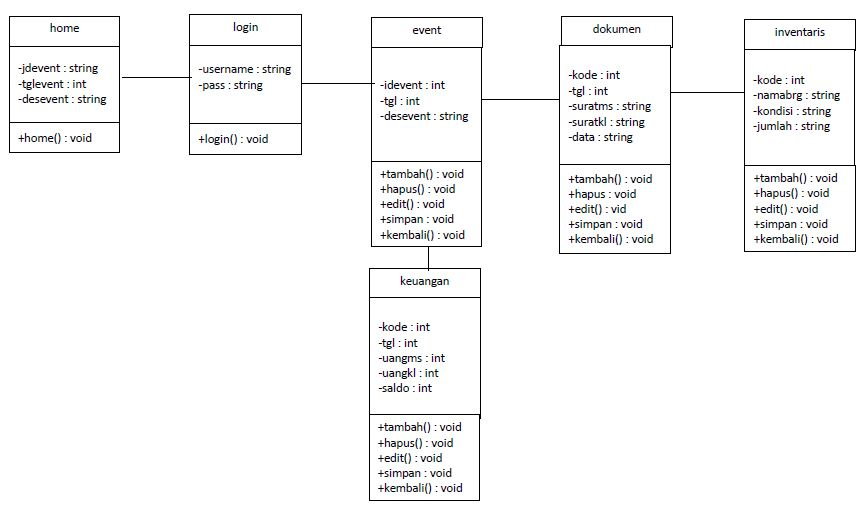 home
-jdevent : string
-tglevent : int
-desevent : string
+home() : void
login
-username : string
-pass : string
+login() : void
event
-idevent : int
-tgl : int
-desevent : string
+tambah() : void
+hapus() : void
+edit() : void
+simpan : void
+kembali() : void
dokumen
-kode : int
-tgl : int
-suratms : string
-suratkl : string
-data : string
+tambah() : void
+hapus : void
+edit() : vid
+simpan : void
+kembali() : void
inventaris
-kode : int
-namabrg : string
-kondisi : string
-jumlah : string
+tambah() : void
+hapus() : void
+edit() : void
+simpan : void
+kembali() : void
keuangan
-kode : int
-tgl : int
-uangms : int
-uangkl : int
-saldo : int
+tambah() : void
+hapus() : void
+edit() : void
+simpan : void
+kembali() : void